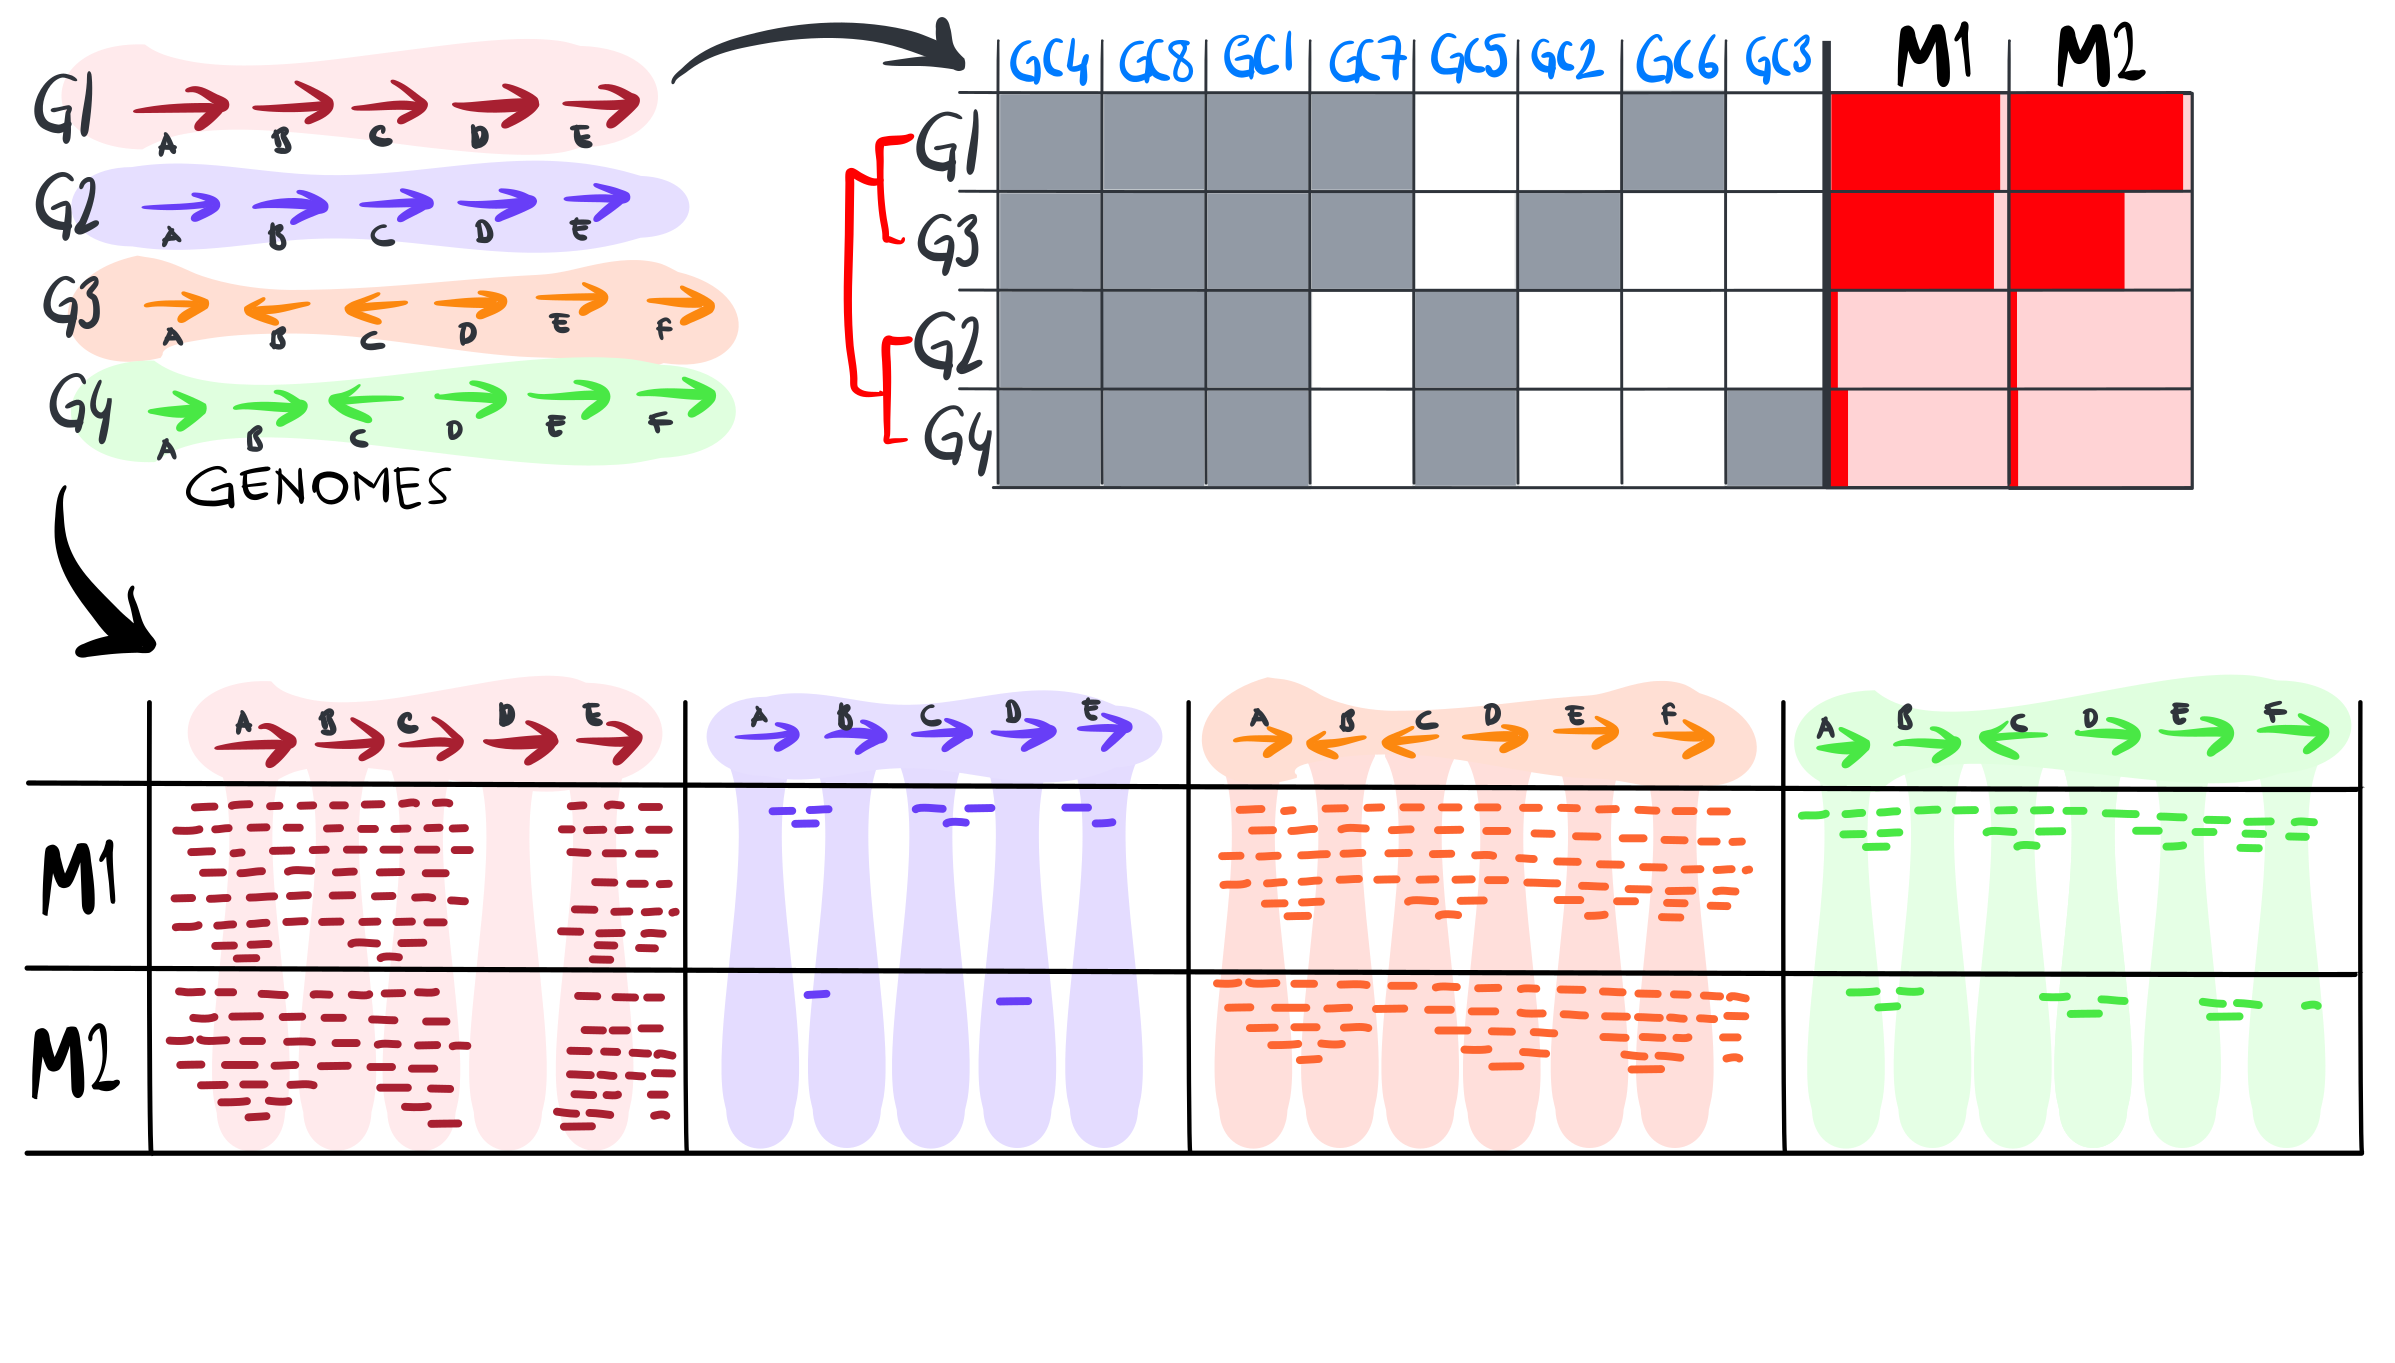 G1
A B C D E
G2
A B C D E
G3
A B C D E F
G4
A B C D E F
GENOMES
GC4 GC8 GC1 GC7 GC5 GC2 GC6 GC3 M1 M2
G1
G3
G2
G4
A B C D E A B C D E A B C D E F A B C D E F
M1
M2